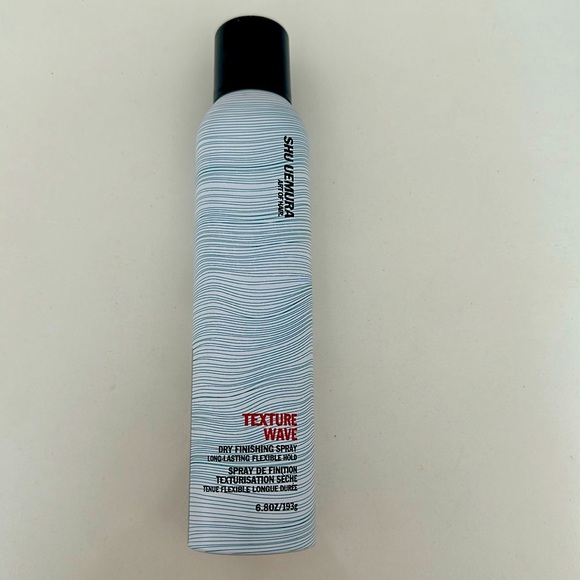 SHU UEMURA
ART OF HAIR.
TEXTURE
WAVE
DRY FINISHING SPRAY
LONG-LASTING FLEXIBLE HOLD
SPRAY DE FINITION
TEXTURISATION SÈCHE
TENUE FLEXIBLE LONGUE DURÉE
6.8OZ/193g